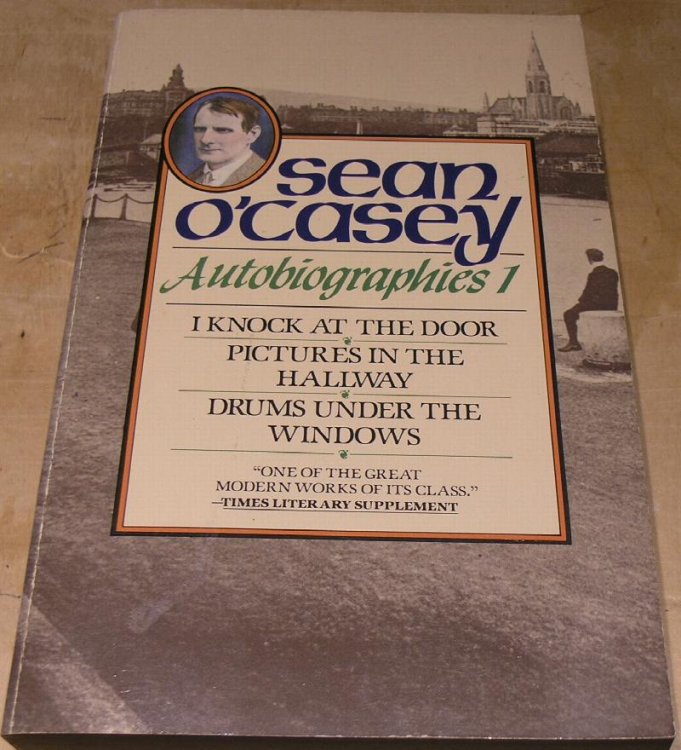 Sean
O'Casey
Autobiographies 1
I KNOCK AT THE DOOR
PICTURES IN THE
HALLWAY
DRUMS UNDER THE
WINDOWS
"ONE OF THE GREAT
MODERN WORKS OF ITS CLASS."
—TIMES LITERARY SUPPLEMENT